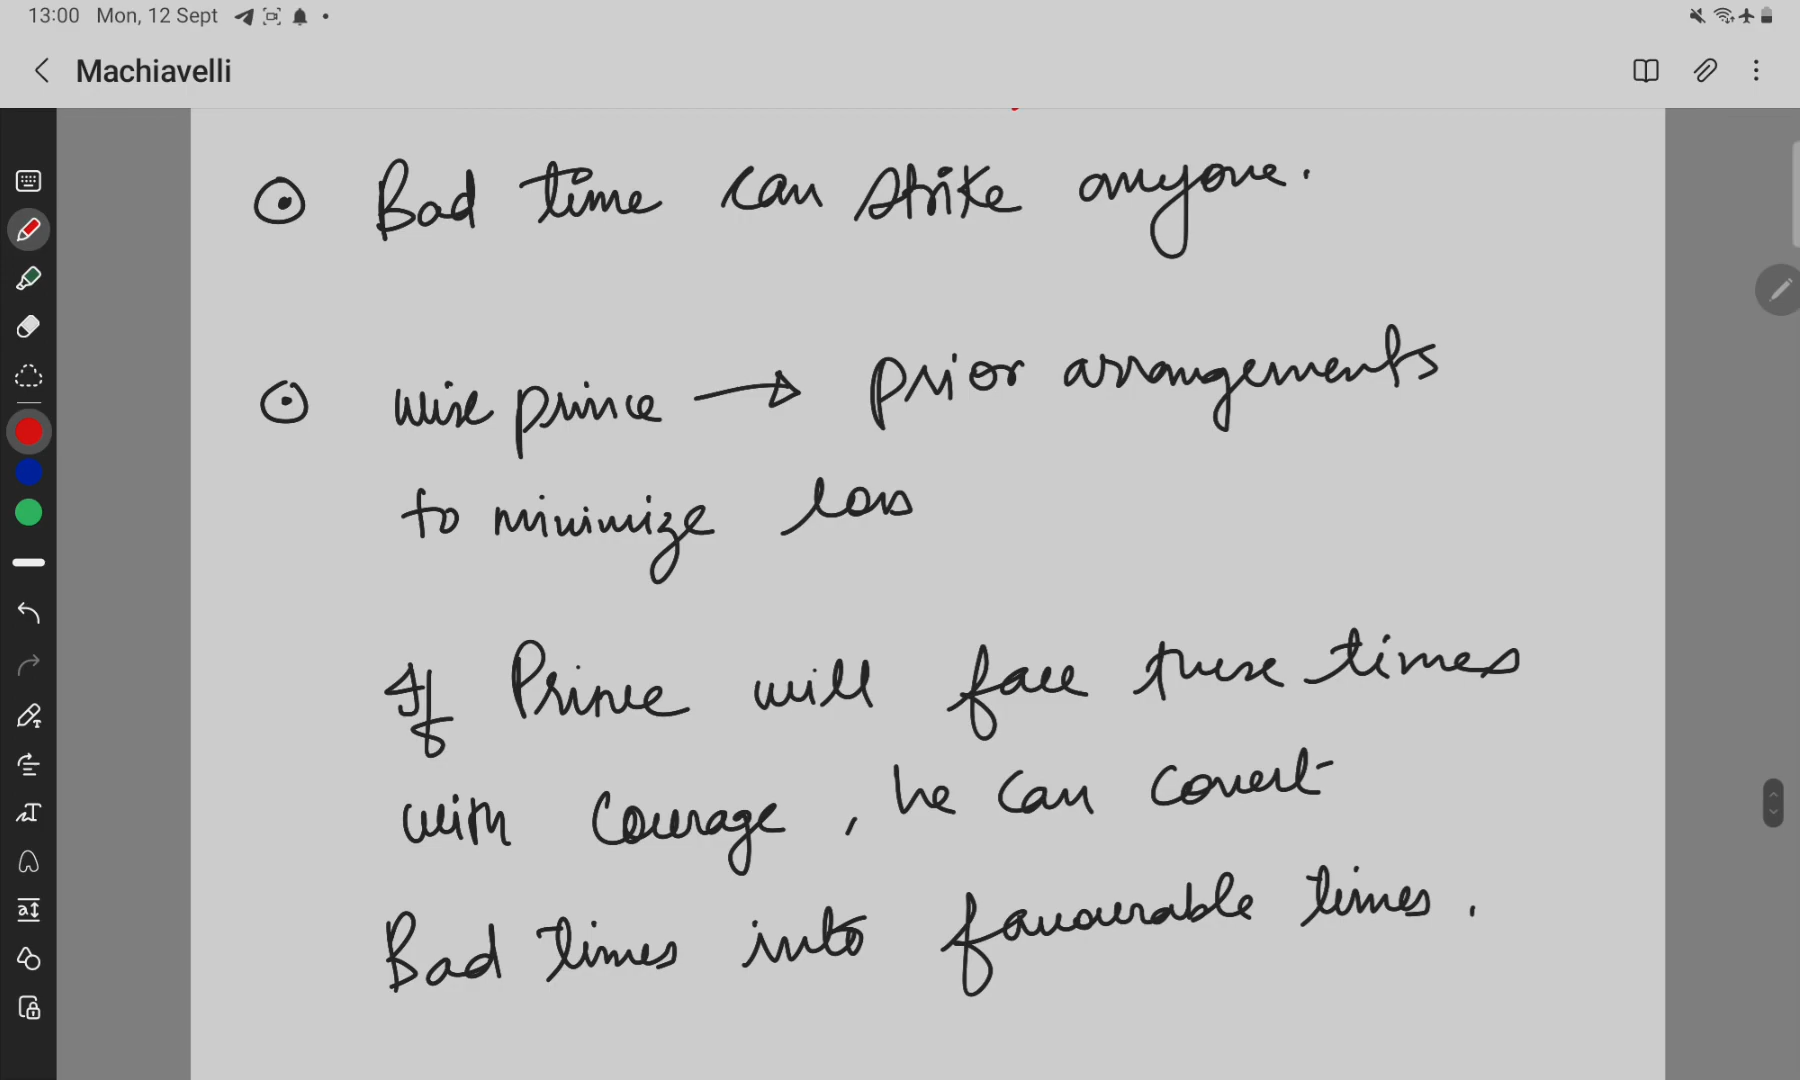 13:00 Mon, 12 Sept
Machiavelli
Bad time can strike anyone.
wise prince → prior arrangements
to minimize loss
If Prince will face these times
with courage, he can covert
Bad times into favourable times.